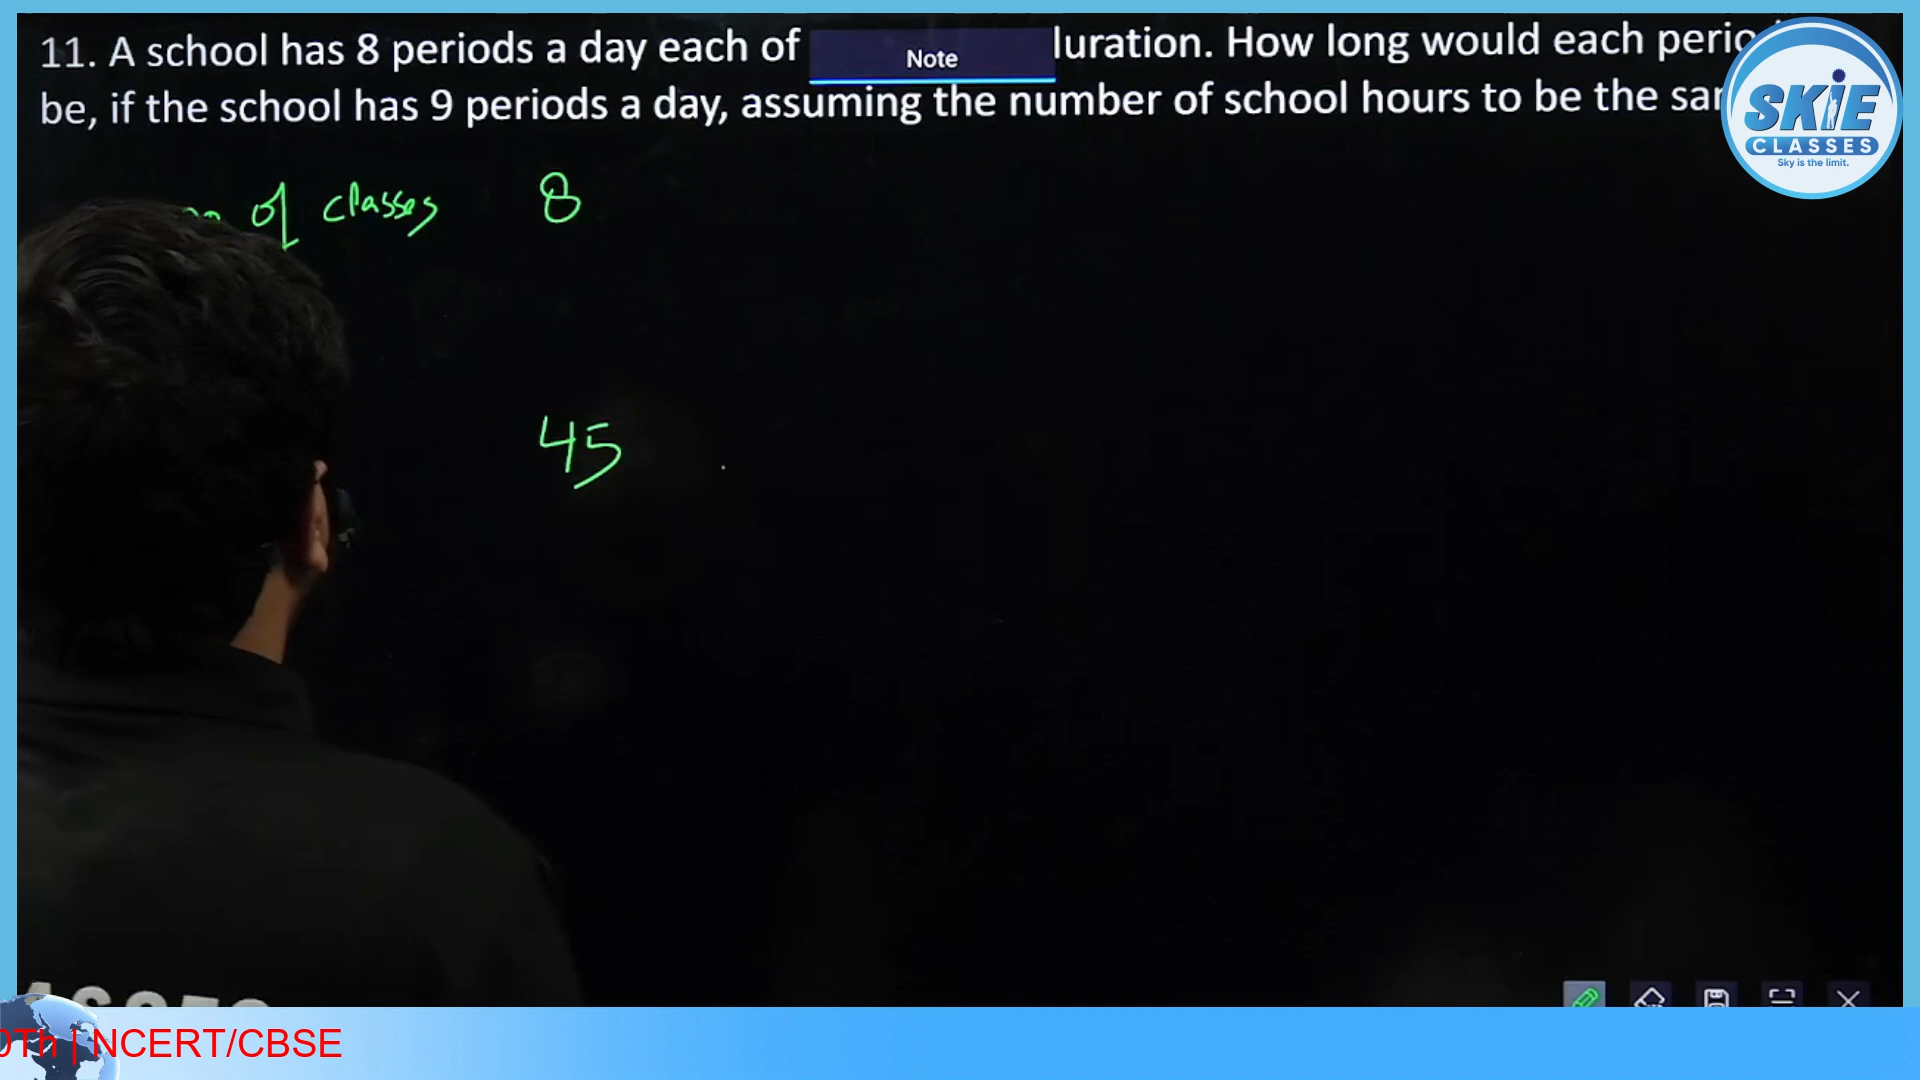 11. A school has 8 periods a day each of
Note
luration. How long would each perio
be, if the school has 9 periods a day, assuming the number of school hours to be the sa
of classes 8
45
SKIE
CLASSES
Sky is the limit.
0Th | NCERT/CBSE